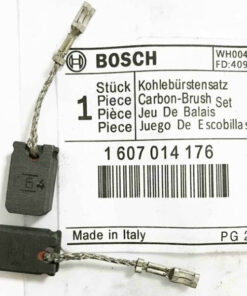 BOSCH
WH004
FD:409
1
Stück Kohlebürstensatz
Piece Carbon-Brush Set
Pièce Jeu De Balais
Piece Juego De Escobillas
1 607 014 176
Made in Italy
PG 2